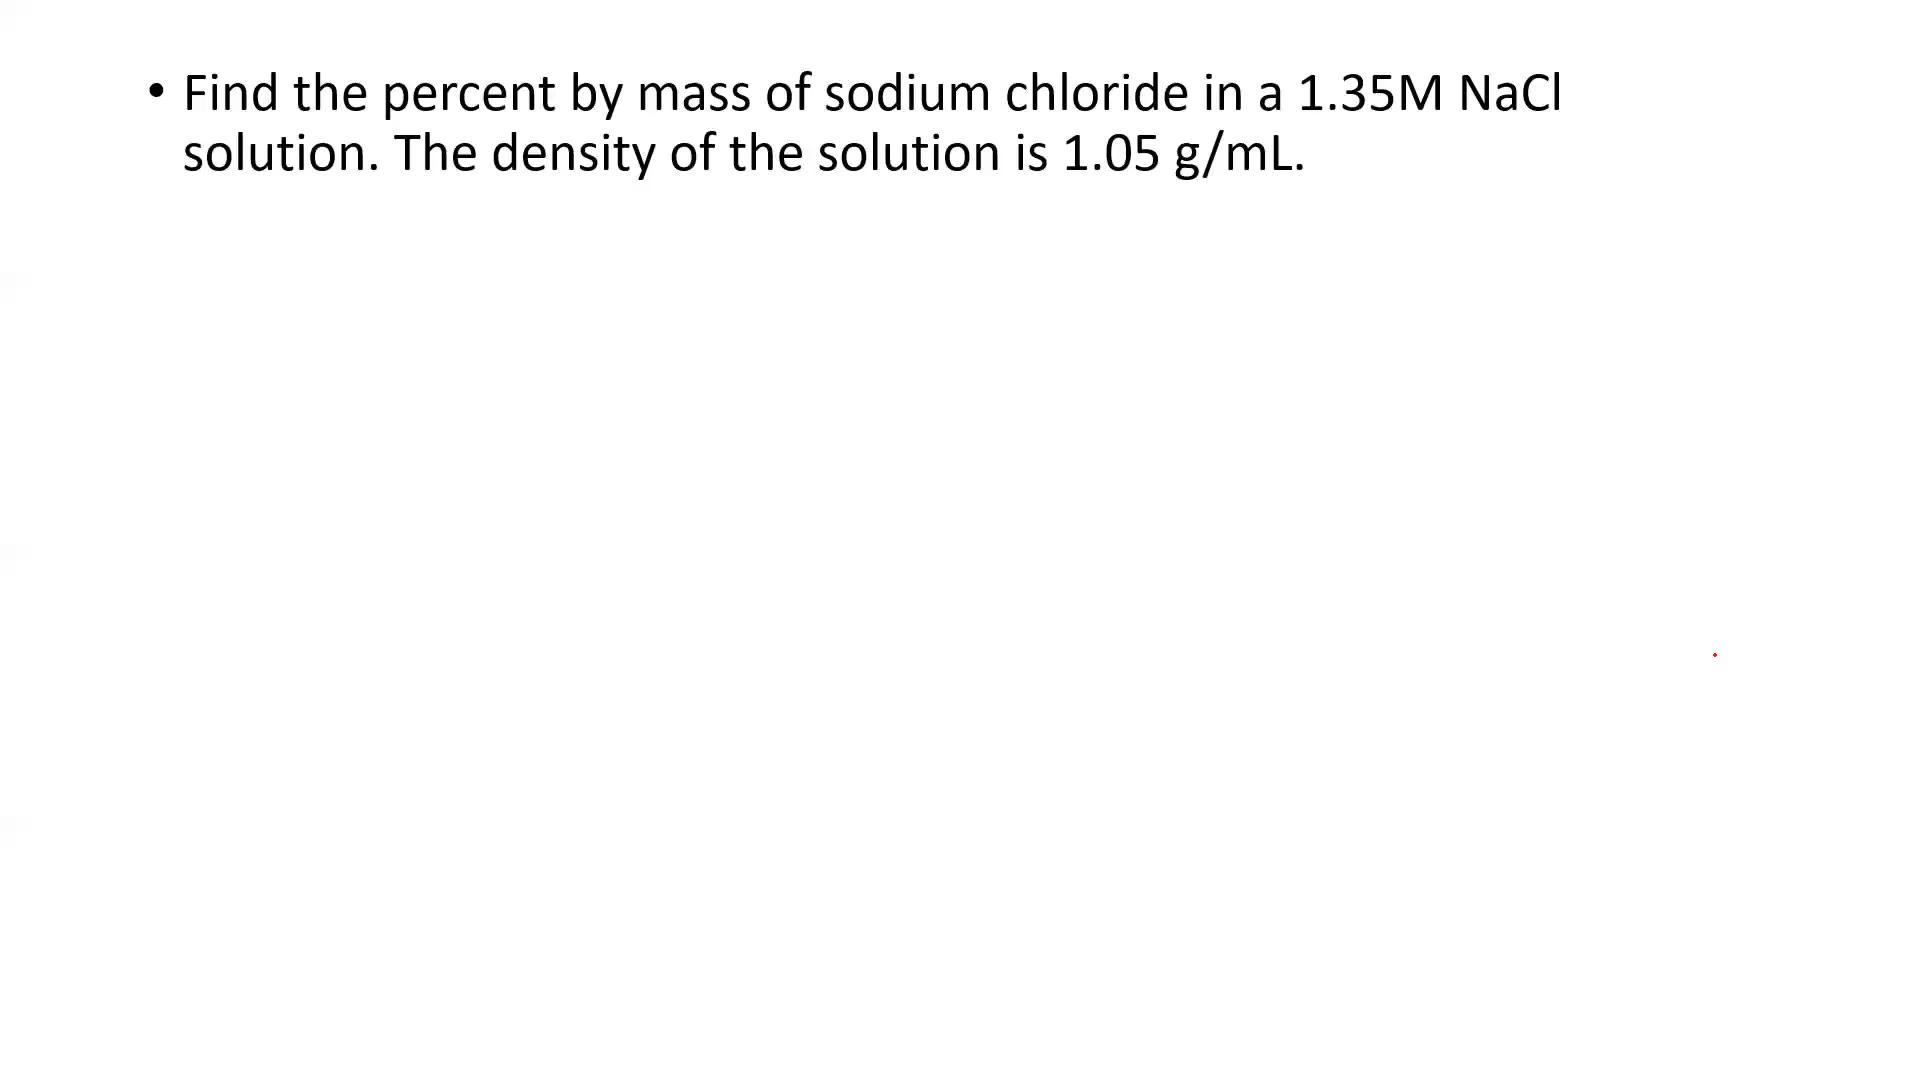 • Find the percent by mass of sodium chloride in a 1.35M NaCl
solution. The density of the solution is 1.05 g/mL.